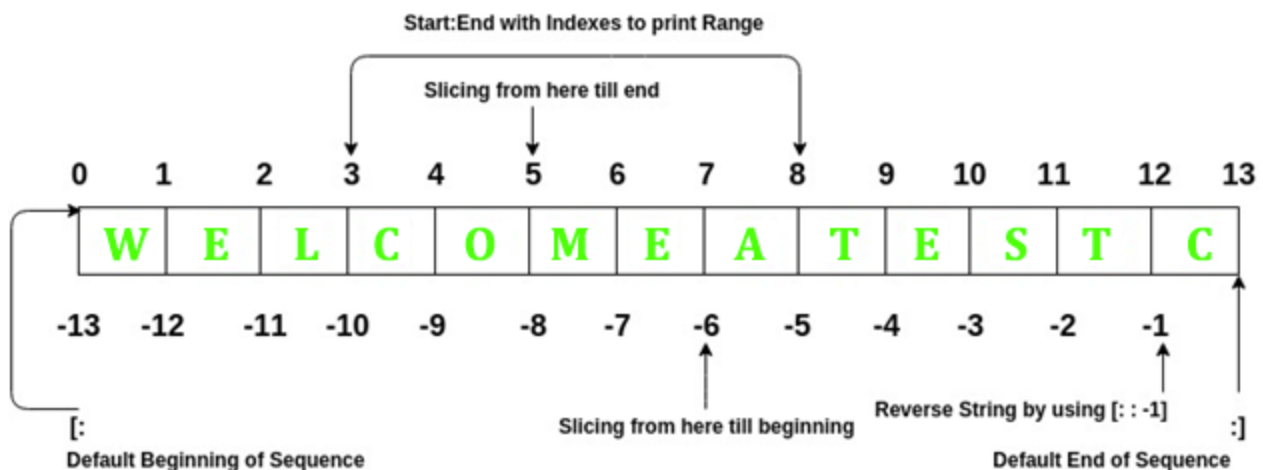 Start:End with Indexes to print Range
Slicing from here till end
0 1 2 3 4 5 6 7 8 9 10 11 12 13
W E L C O M E A T E S T C
-13 -12 -11 -10 -9 -8 -7 -6 -5 -4 -3 -2 -1
Reverse String by using [: : -1]
[: Slicing from here till beginning :]
Default Beginning of Sequence Default End of Sequence